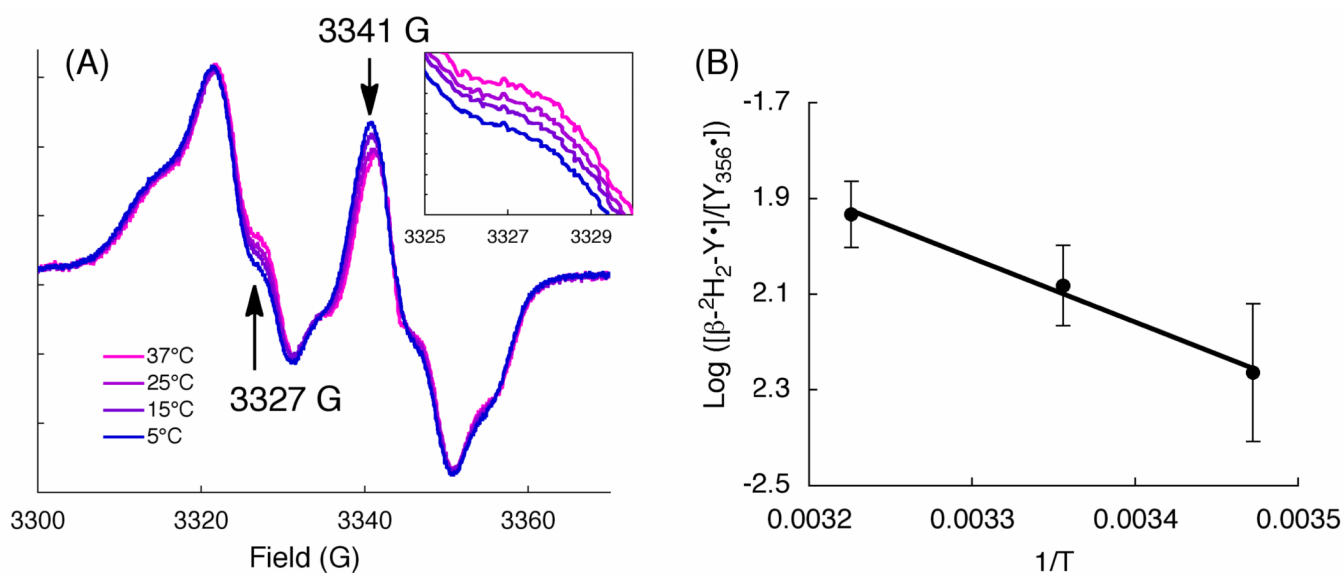 (A)
3341 G
3325
3327
3329
3327 G
37°C
25°C
15°C
5°C
3300
3320
3340
3360
Field (G)
(B)
Log ([β-²H₂-Y•]/[Y₃₅₆•])
-1.7
1.9
2.1
2.3
-2.5
0.0032
0.0033
0.0034
0.0035
1/T